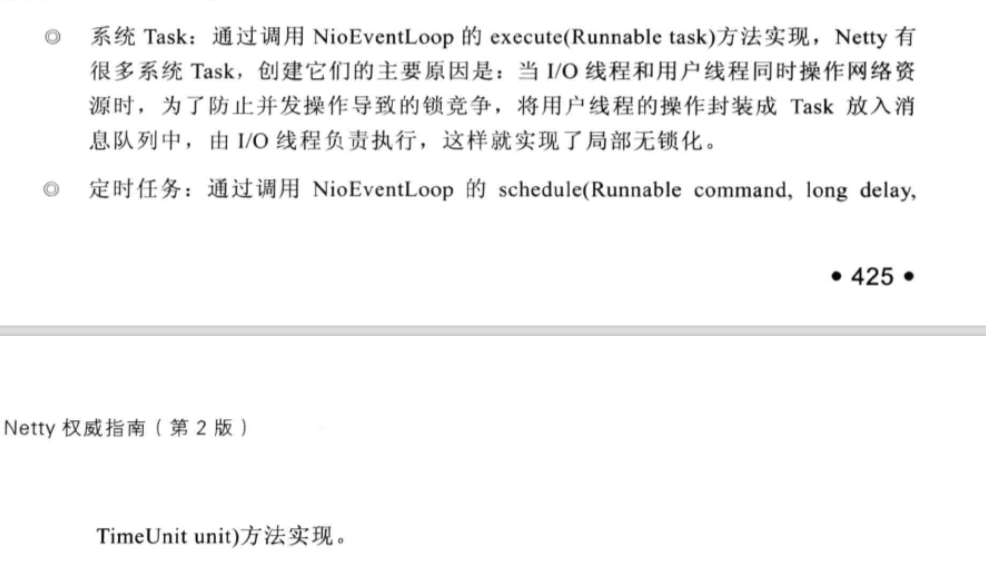 ◎ 系统 Task：通过调用 NioEventLoop 的 execute(Runnable task)方法实现，Netty 有
很多系统 Task，创建它们的主要原因是：当 I/O 线程和用户线程同时操作网络资
源时，为了防止并发操作导致的锁竞争，将用户线程的操作封装成 Task 放入消
息队列中，由 I/O 线程负责执行，这样就实现了局部无锁化。
◎ 定时任务：通过调用 NioEventLoop 的 schedule(Runnable command, long delay,
• 425 •
Netty 权威指南（第 2 版）
TimeUnit unit)方法实现。